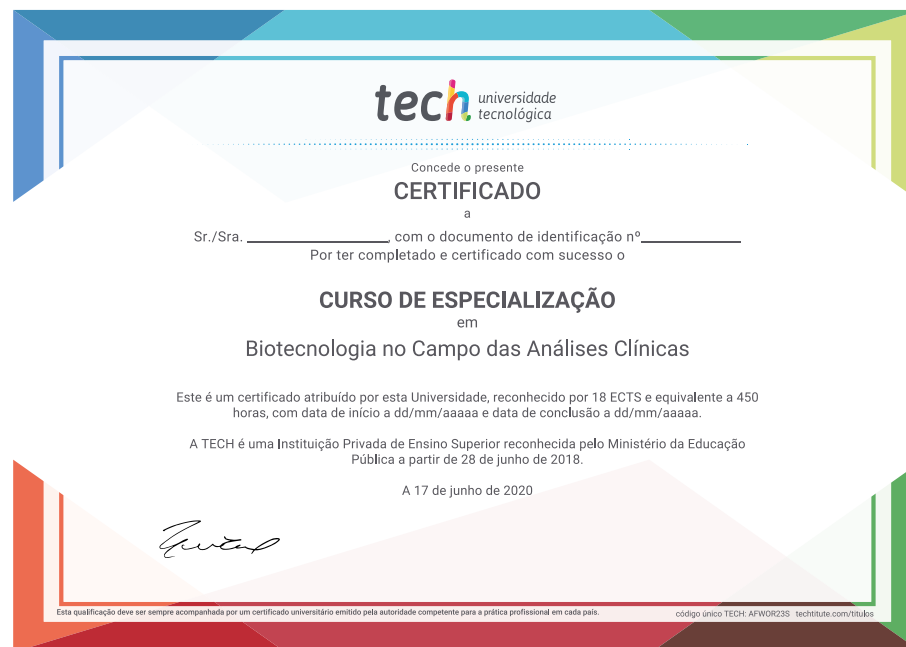 tech universidade
tecnológica
Concede o presente
CERTIFICADO
a
Sr./Sra. ________________, com o documento de identificação nº____________
Por ter completado e certificado com sucesso o
CURSO DE ESPECIALIZAÇÃO
em
Biotecnologia no Campo das Análises Clínicas
Este é um certificado atribuído por esta Universidade, reconhecido por 18 ECTS e equivalente a 450
horas, com data de início a dd/mm/aaaaa e data de conclusão a dd/mm/aaaaa.
A TECH é uma Instituição Privada de Ensino Superior reconhecida pelo Ministério da Educação
Pública a partir de 28 de junho de 2018.
A 17 de junho de 2020
Esta qualificação deve ser sempre acompanhada por um certificado universitário emitido pela autoridade competente para a prática profissional em cada país.
código único TECH: AFWOR23S techtitute.com/titulos